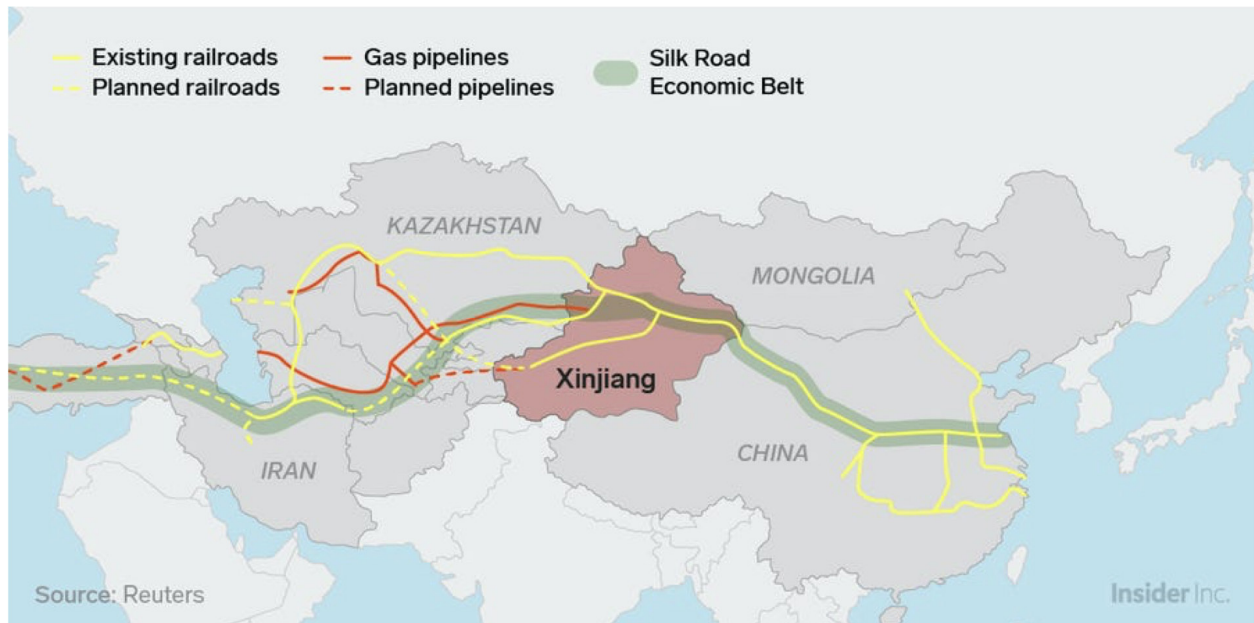 Existing railroads
Planned railroads
Gas pipelines
Planned pipelines
Silk Road
Economic Belt
KAZAKHSTAN
MONGOLIA
Xinjiang
CHINA
IRAN
Source: Reuters
Insider Inc.